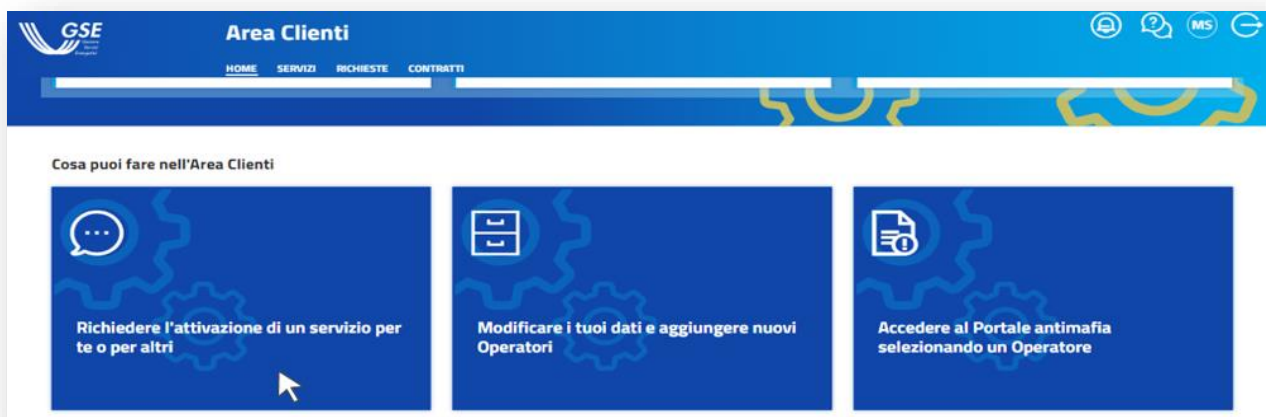 GSE
Area Clienti
MS
HOME SERVIZI RICHIESTE CONTRATTI
Cosa puoi fare nell'Area Clienti
Richiedere l'attivazione di un servizio per
te o per altri
Modificare i tuoi dati e aggiungere nuovi
Operatori
Accedere al Portale antimafia
selezionando un Operatore